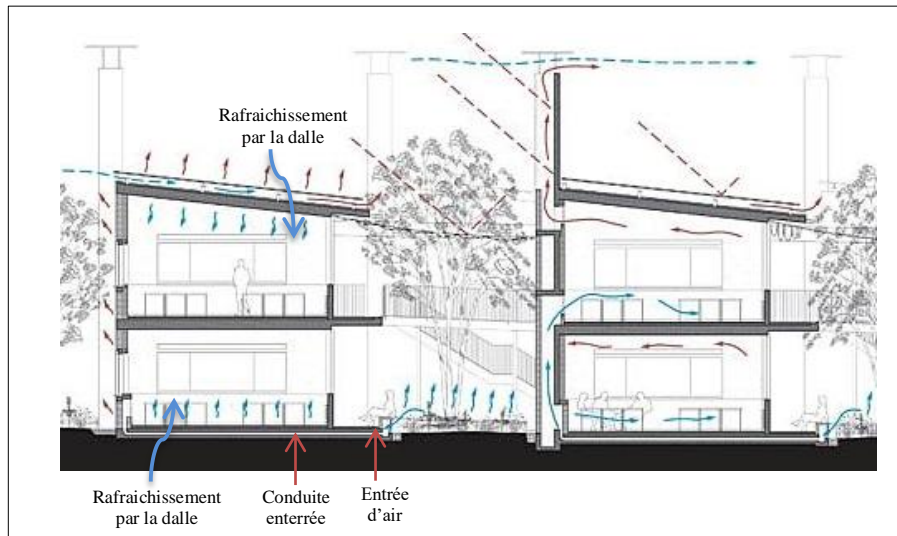 Rafraichissement
par la dalle
Rafraichissement
par la dalle
Conduite
enterrée
Entrée
d’air